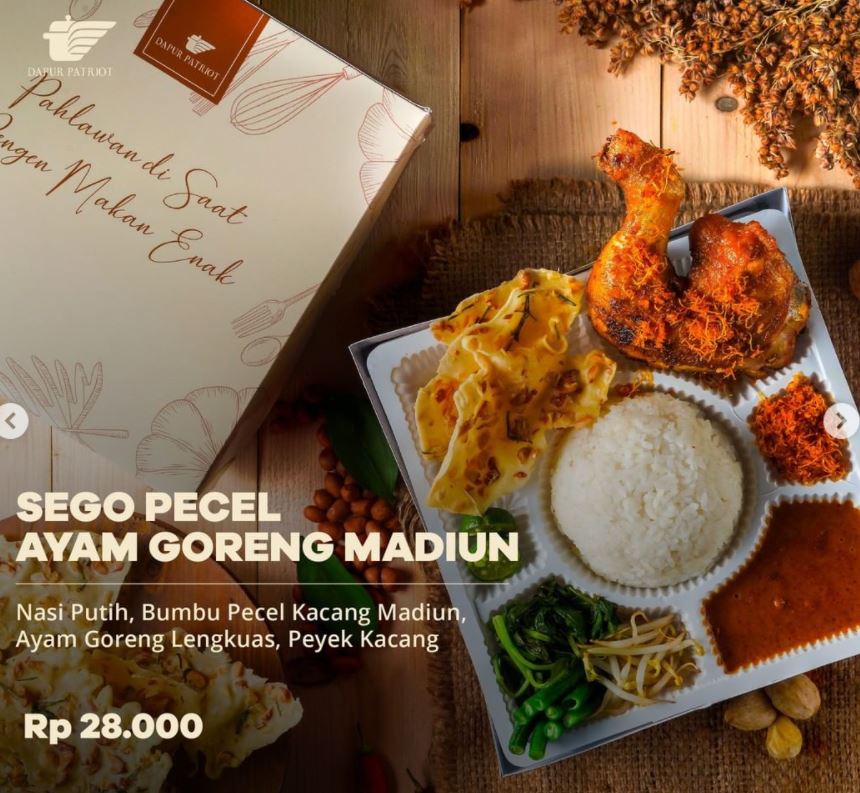 DAPUR PATRIOT
DAPUR PATRIOT
Pahlawan di Saat
Pengen Makan Enak
SEGO PECEL
AYAM GORENG MADIUN
Nasi Putih, Bumbu Pecel Kacang Madiun,
Ayam Goreng Lengkuas, Peyek Kacang
Rp 28.000